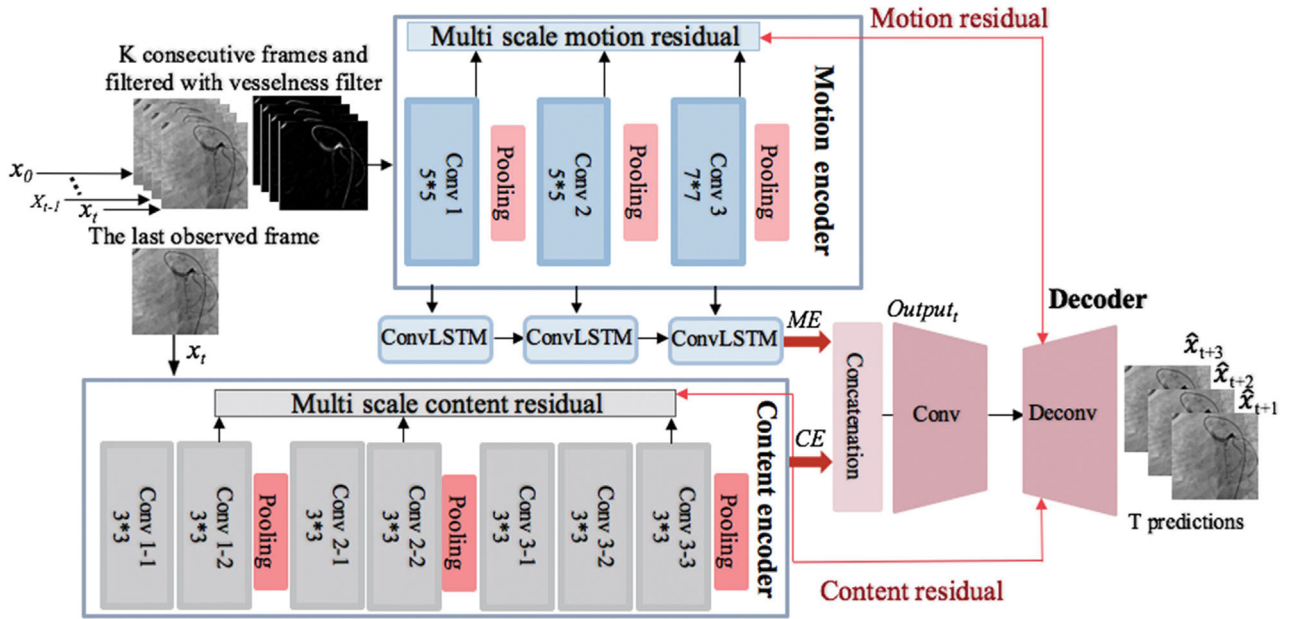 K consecutive frames and
filtered with vesselness filter
x₀
Xₜ₋₁
xₜ
The last observed frame
xₜ
Multi scale motion residual
Motion residual
Conv 1
5*5
Pooling
Conv 2
5*5
Pooling
Conv 3
7*7
Pooling
Motion encoder
ConvLSTM
ConvLSTM
ConvLSTM
ME
Multi scale content residual
Conv 1-1
3*3
Conv 1-2
3*3
Pooling
Conv 2-1
3*3
Conv 2-2
3*3
Pooling
Conv 3-1
3*3
Conv 3-2
3*3
Conv 3-3
3*3
Pooling
Content encoder
CE
Concatenation
Outputₜ
Conv
Decoder
Deconv
Content residual
x̂ₜ₊₃
x̂ₜ₊₂
x̂ₜ₊₁
T predictions